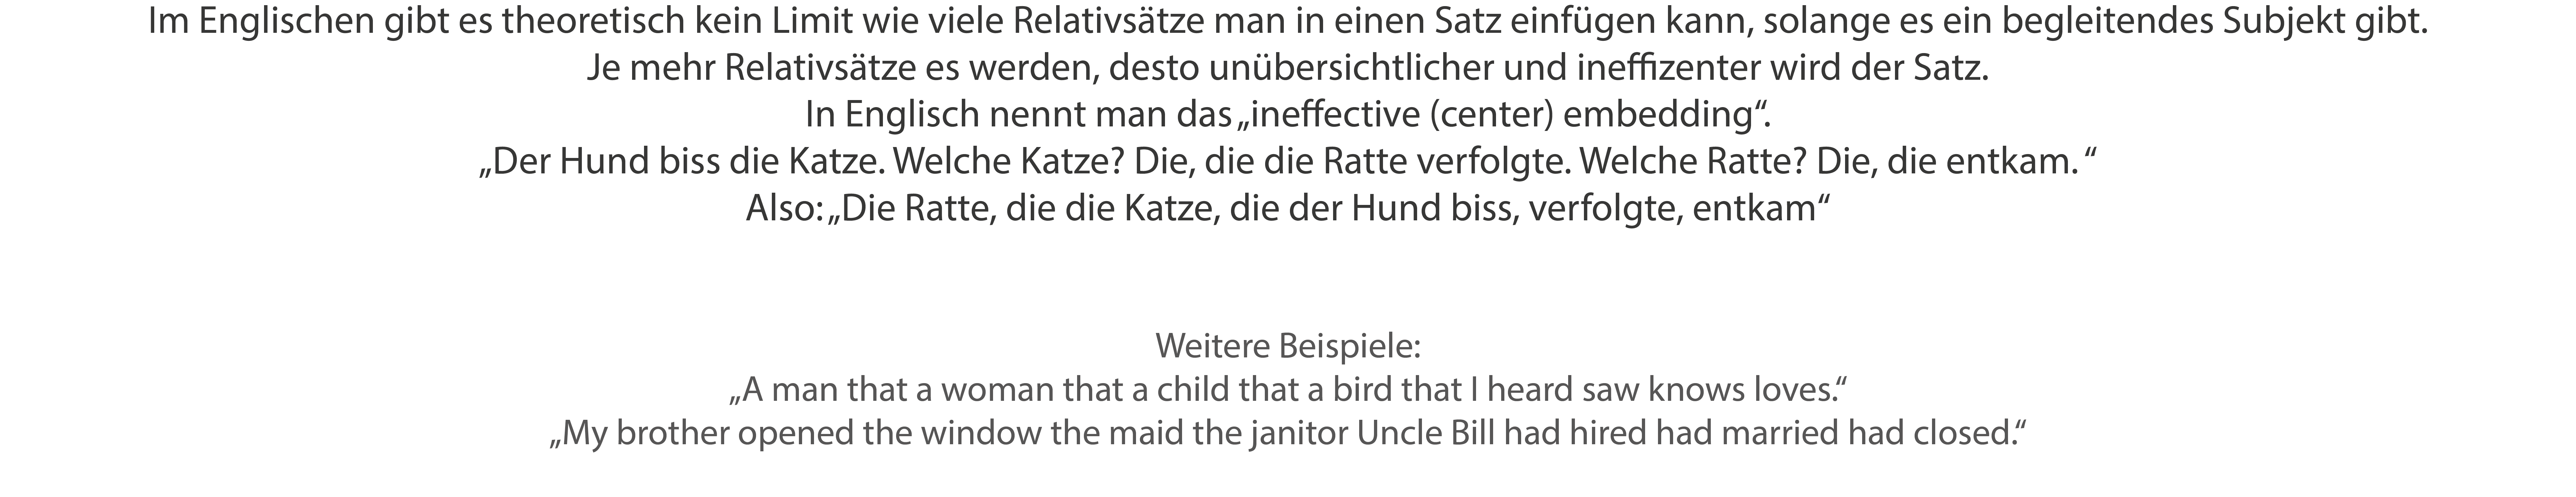 Im Englischen gibt es theoretisch kein Limit wie viele Relativsätze man in einen Satz einfügen kann, solange es ein begleitendes Subjekt gibt.
Je mehr Relativsätze es werden, desto unübersichtlicher und ineffizenter wird der Satz.
In Englisch nennt man das „ineffective (center) embedding“.
„Der Hund biss die Katze. Welche Katze? Die, die die Ratte verfolgte. Welche Ratte? Die, die entkam. “
Also: „Die Ratte, die die Katze, die der Hund biss, verfolgte, entkam“
Weitere Beispiele:
„A man that a woman that a child that a bird that I heard saw knows loves.“
„My brother opened the window the maid the janitor Uncle Bill had hired had married had closed.“